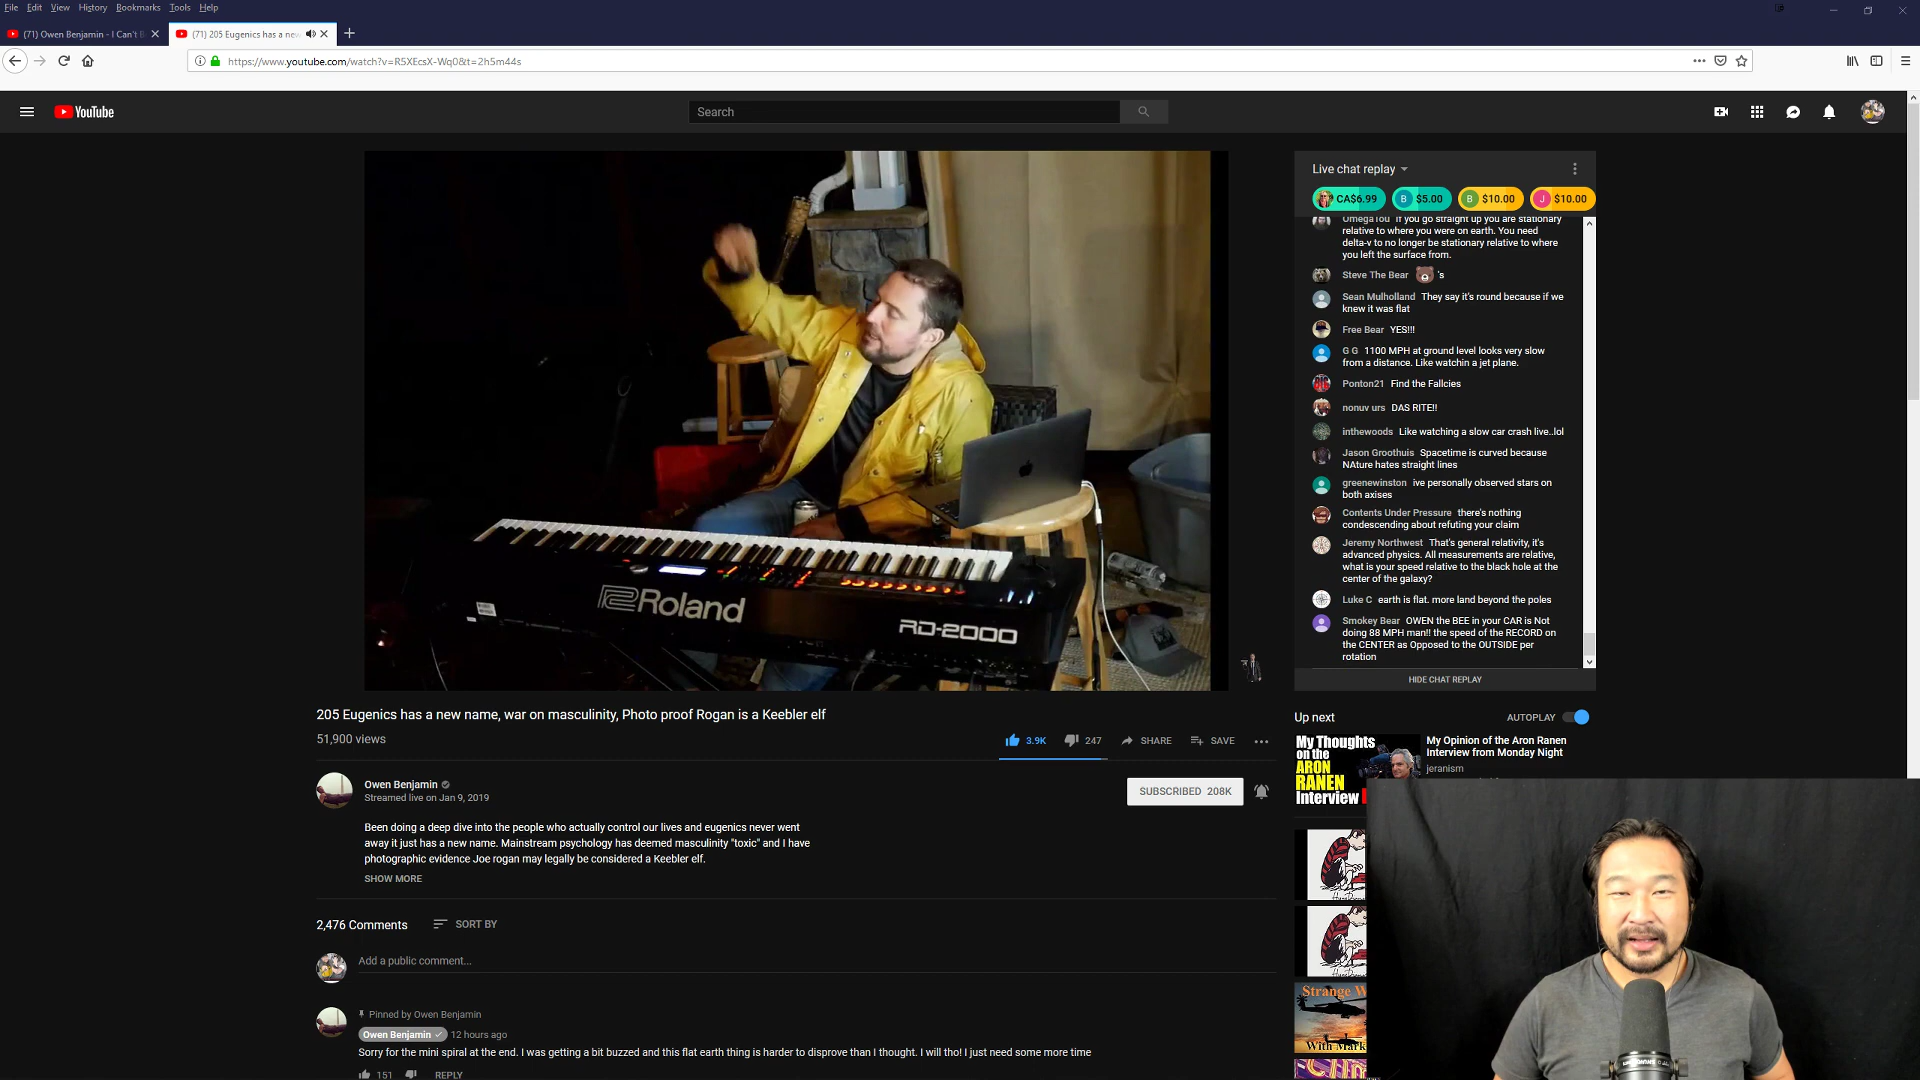 File Edit View History Bookmarks Tools Help
(71) Owen Benjamin - I Can't B
(71) 205 Eugenics has a new
https://www.youtube.com/watch?v=R5XEcsX-Wq0&t=2h5m44s
YouTube
Search
Live chat replay
CA$6.99
B $5.00
B $10.00
J $10.00
OmegaTou If you go straight up you are stationary
relative to where you were on earth. You need
delta-v to no longer be stationary relative to where
you left the surface from.
Steve The Bear 's
Sean Mulholland They say it's round because if we
knew it was flat
Free Bear YES!!!
G G 1100 MPH at ground level looks very slow
from a distance. Like watchin a jet plane.
Ponton21 Find the Fallcies
nonuv urs DAS RITE!!
inthewoods Like watching a slow car crash live..lol
Jason Groothuis Spacetime is curved because
NAture hates straight lines
greenewinston ive personally observed stars on
both axises
Contents Under Pressure there's nothing
condescending about refuting your claim
Jeremy Northwest That's general relativity, it's
advanced physics. All measurements are relative,
what is your speed relative to the black hole at the
center of the galaxy?
Luke C earth is flat. more land beyond the poles
Smokey Bear OWEN the BEE in your CAR is Not
doing 88 MPH man!! the speed of the RECORD on
the CENTER as Opposed to the OUTSIDE per
rotation
HIDE CHAT REPLAY
Roland
RD-2000
205 Eugenics has a new name, war on masculinity, Photo proof Rogan is a Keebler elf
51,900 views
3.9K
247
SHARE
SAVE
Owen Benjamin
Streamed live on Jan 9, 2019
SUBSCRIBED 208K
Been doing a deep dive into the people who actually control our lives and eugenics never went
away it just has a new name. Mainstream psychology has deemed masculinity "toxic" and I have
photographic evidence Joe rogan may legally be considered a Keebler elf.
SHOW MORE
2,476 Comments
SORT BY
Add a public comment...
Pinned by Owen Benjamin
Owen Benjamin 12 hours ago
Sorry for the mini spiral at the end. I was getting a bit buzzed and this flat earth thing is harder to disprove than I thought. I will tho! I just need some more time
151
REPLY
Up next
AUTOPLAY
My Thoughts
on the
ARON
RANEN
Interview
My Opinion of the Aron Ranen
Interview from Monday Night
jeranism
Strange W
With Mark